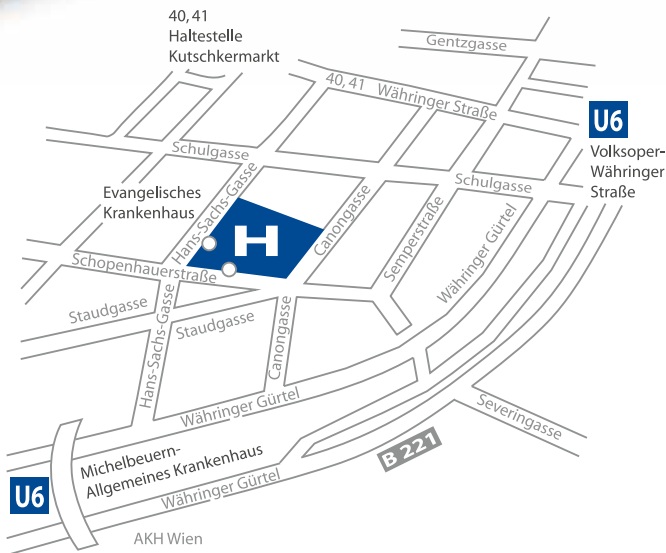 40, 41
Haltestelle
Kutschkermarkt
Gentzgasse
40, 41 Währinger Straße
U6
Volksoper-
Währinger
Straße
Schulgasse
Schulgasse
Evangelisches
Krankenhaus
Hans-Sachs-Gasse
H
Canongasse
Semperstraße
Währinger Gürtel
Schopenhauerstraße
Staudgasse
Staudgasse
Hans-Sachs-Gasse
Canongasse
Währinger Gürtel
Severingasse
B 221
Michelbeuern-
Allgemeines Krankenhaus
U6
Währinger Gürtel
AKH Wien